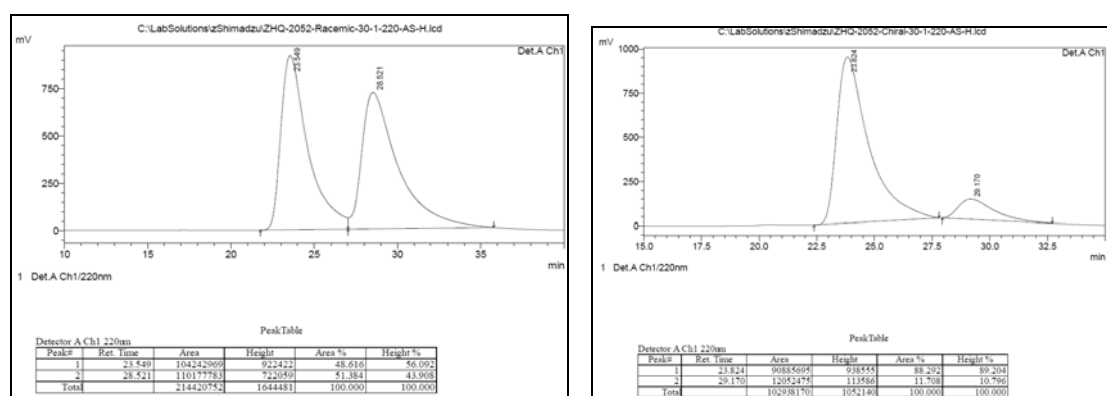 C:\LabSolutions\zShimadzu\ZHQ-2052-Racemic-30-1-220-AS-H.lcd
mV
Det.A Ch1
23.549
28.521
750
500
250
0
10 15 20 25 30 35
min
1 Det.A Ch1/220nm
PeakTable
Detector A Ch1 220nm
Peak# Ret. Time Area Height Area % Height %
1 23.549 104242969 922422 48.616 56.092
2 28.521 110177783 722059 51.384 43.908
Total 214420752 1644481 100.000 100.000
C:\LabSolutions\zShimadzu\ZHQ-2052-Chiral-30-1-220-AS-H.lcd
mV
Det.A Ch1
23.824
29.170
1000
750
500
250
0
15.0 17.5 20.0 22.5 25.0 27.5 30.0 32.5
min
1 Det.A Ch1/220nm
PeakTable
Detector A Ch1 220nm
Peak# Ret. Time Area Height Area % Height %
1 23.824 90885695 938555 88.292 89.204
2 29.170 12052475 113586 11.708 10.796
Total 102938170 1052140 100.000 100.000